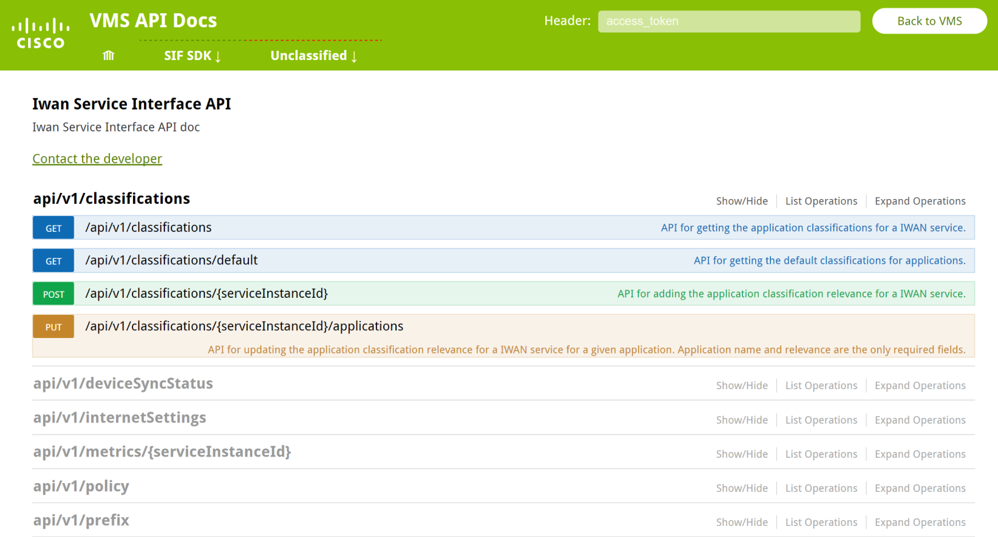 CISCO
VMS API Docs
Header: access_token Back to VMS
SIF SDK ↓ Unclassified ↓
Iwan Service Interface API
Iwan Service Interface API doc
Contact the developer
api/v1/classifications Show/Hide List Operations Expand Operations
GET /api/v1/classifications API for getting the application classifications for a IWAN service.
GET /api/v1/classifications/default API for getting the default classifications for applications.
POST /api/v1/classifications/{serviceInstanceId} API for adding the application classification relevance for a IWAN service.
PUT /api/v1/classifications/{serviceInstanceId}/applications
API for updating the application classification relevance for a IWAN service for a given application. Application name and relevance are the only required fields.
api/v1/deviceSyncStatus Show/Hide List Operations Expand Operations
api/v1/internetSettings Show/Hide List Operations Expand Operations
api/v1/metrics/{serviceInstanceId} Show/Hide List Operations Expand Operations
api/v1/policy Show/Hide List Operations Expand Operations
api/v1/prefix Show/Hide List Operations Expand Operations